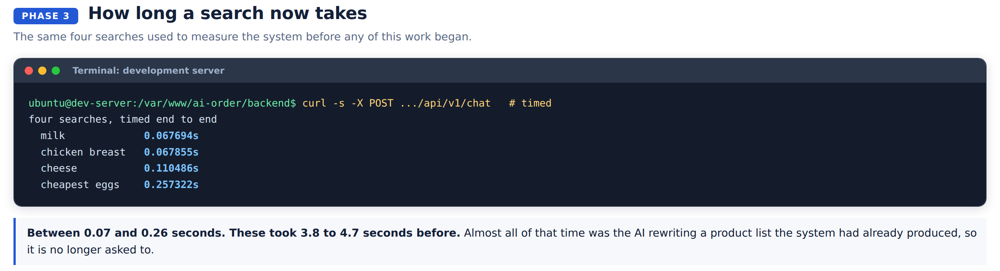 PHASE 3 How long a search now takes
The same four searches used to measure the system before any of this work began.
Terminal: development server
ubuntu@dev-server:/var/www/ai-order/backend$ curl -s -X POST .../api/v1/chat   # timed
four searches, timed end to end
  milk             0.067694s
  chicken breast   0.067855s
  cheese           0.110486s
  cheapest eggs    0.257322s
Between 0.07 and 0.26 seconds. These took 3.8 to 4.7 seconds before. Almost all of that time was the AI rewriting a product list the system had already produced, so
it is no longer asked to.